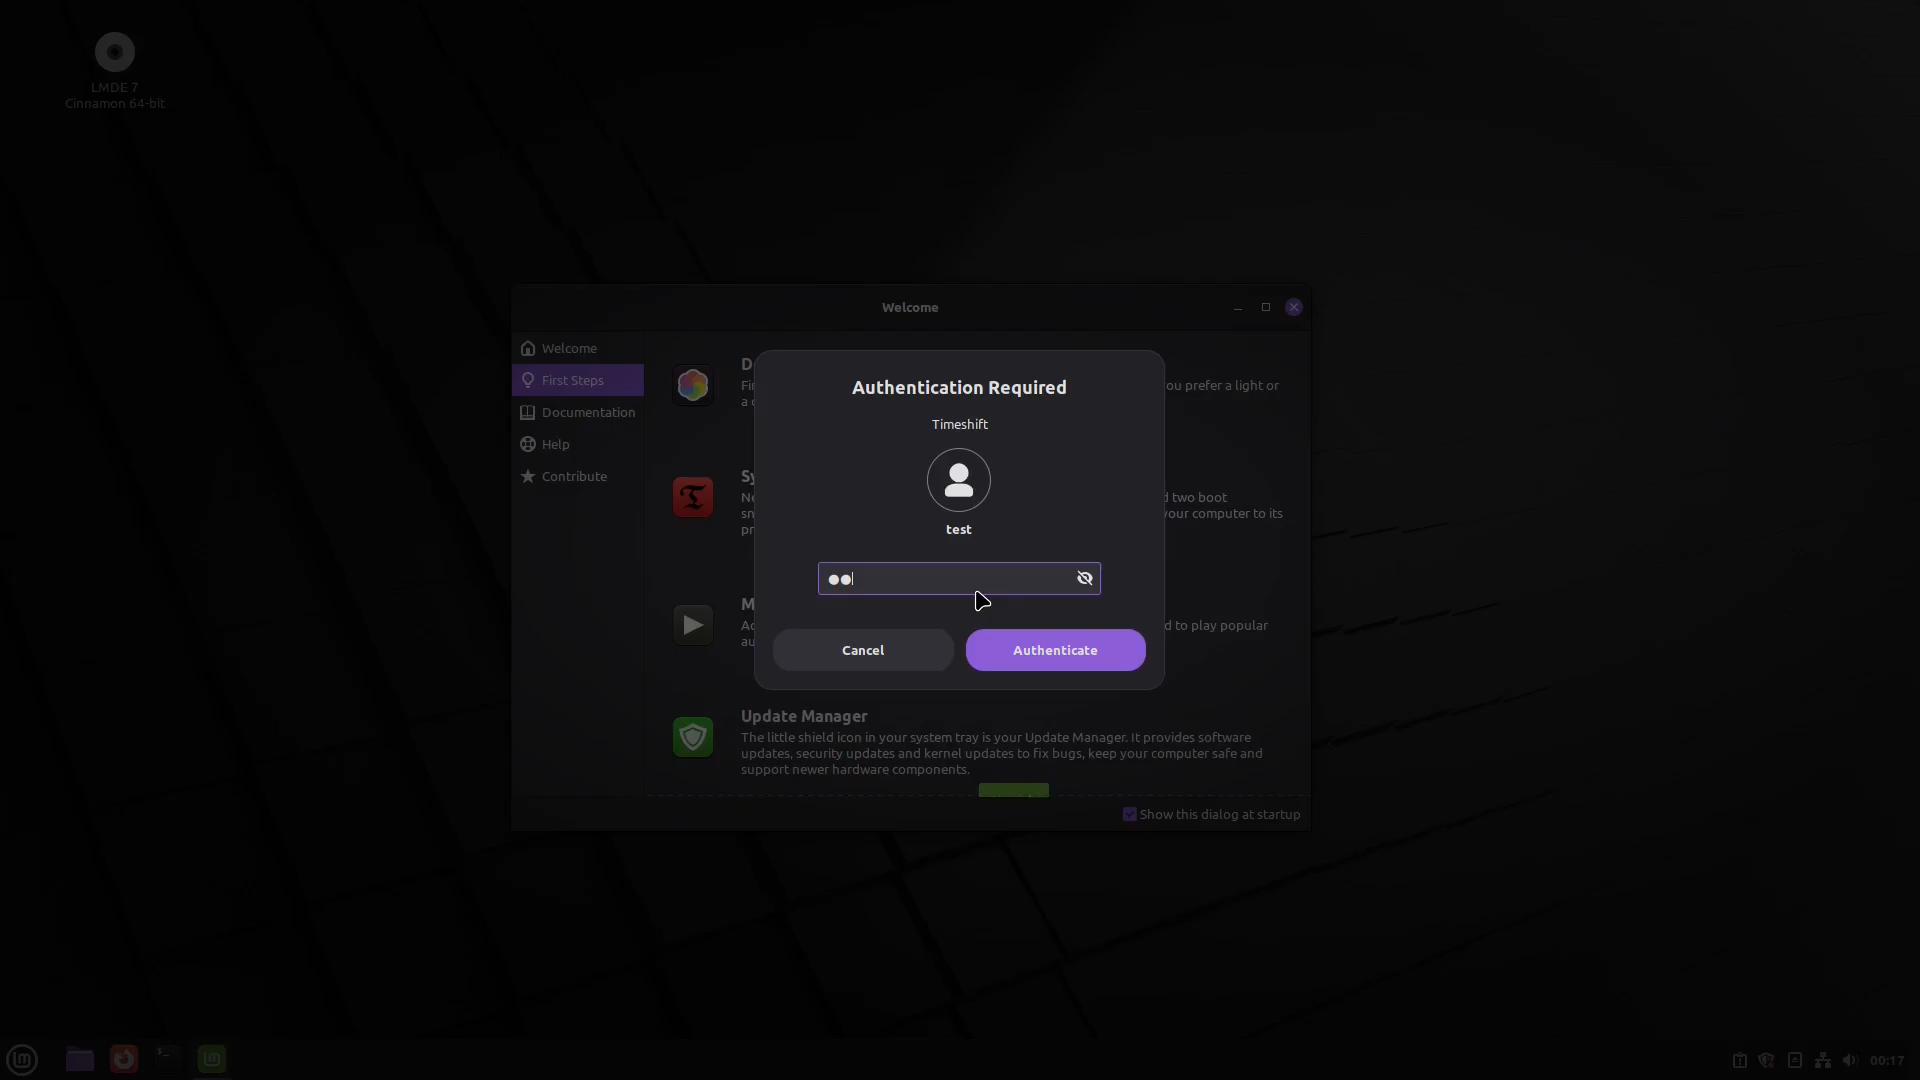 LMDE 7
Cinnamon 64-bit
Welcome
Welcome
First Steps
Documentation
Help
Contribute
ou prefer a light or
Authentication Required
Timeshift
test
●●
Cancel
Authenticate
d two boot
your computer to its
d to play popular
Update Manager
The little shield icon in your system tray is your Update Manager. It provides software
updates, security updates and kernel updates to fix bugs, keep your computer safe and
support newer hardware components.
Show this dialog at startup
00:17